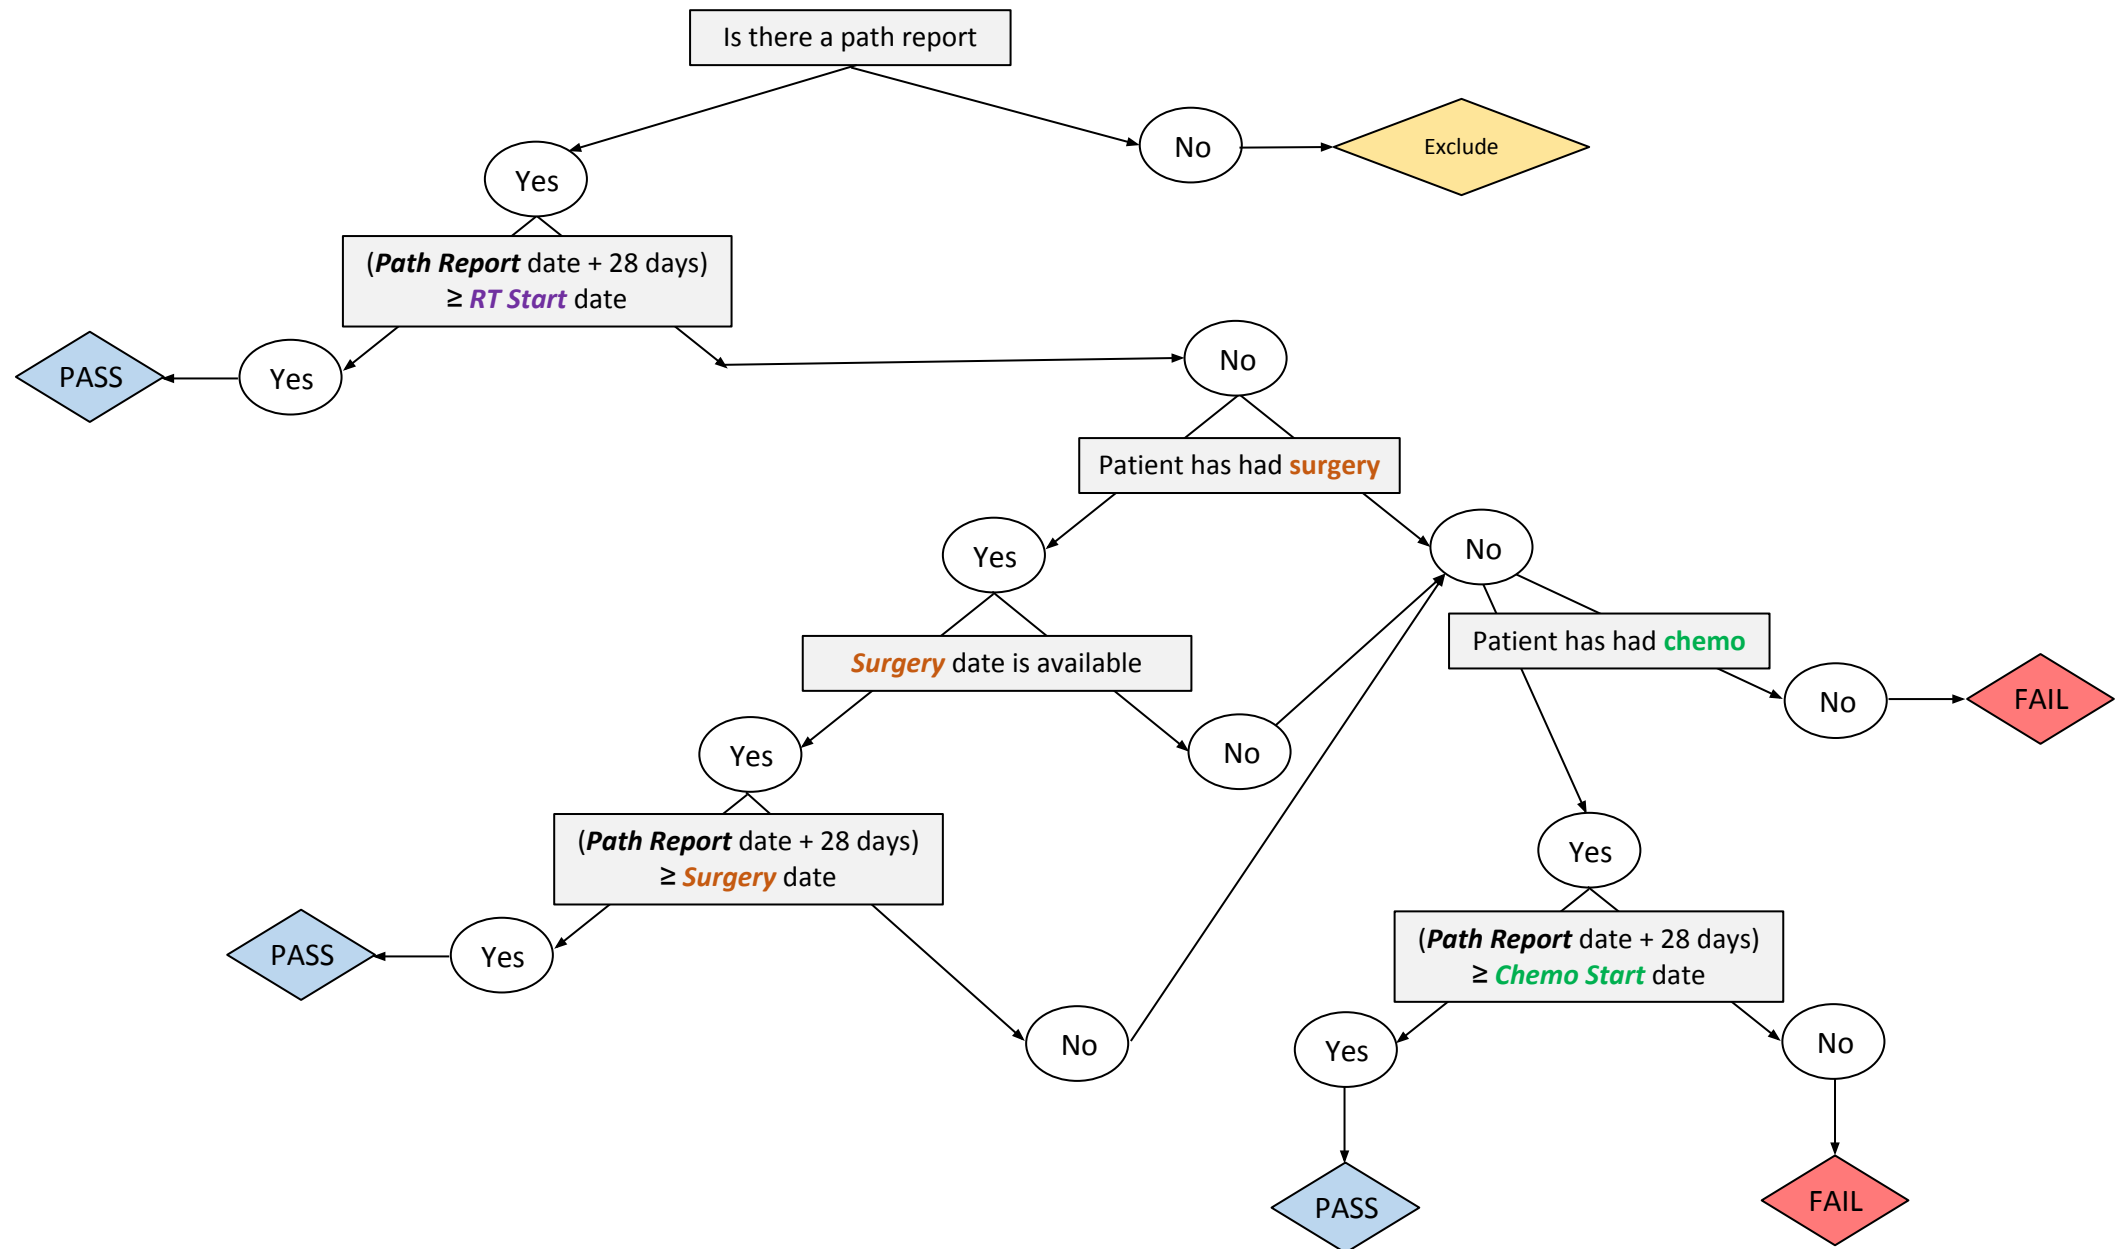 Is there a path report
No
Exclude
Yes
(Path Report date + 28 days)
≥ RT Start date
PASS
Yes
No
Patient has had surgery
Yes
No
Surgery date is available
Patient has had chemo
Yes
No
No
FAIL
(Path Report date + 28 days)
≥ Surgery date
Yes
PASS
Yes
No
(Path Report date + 28 days)
≥ Chemo Start date
Yes
No
PASS
FAIL